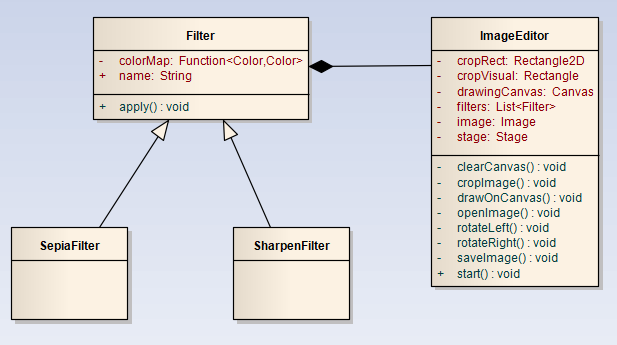 Filter
- colorMap: Function<Color,Color>
+ name: String
+ apply() : void
ImageEditor
- cropRect: Rectangle2D
- cropVisual: Rectangle
- drawingCanvas: Canvas
- filters: List<Filter>
- image: Image
- stage: Stage
- clearCanvas() : void
- cropImage() : void
- drawOnCanvas() : void
- openImage() : void
- rotateLeft() : void
- rotateRight() : void
- saveImage() : void
+ start() : void
SepiaFilter
SharpenFilter